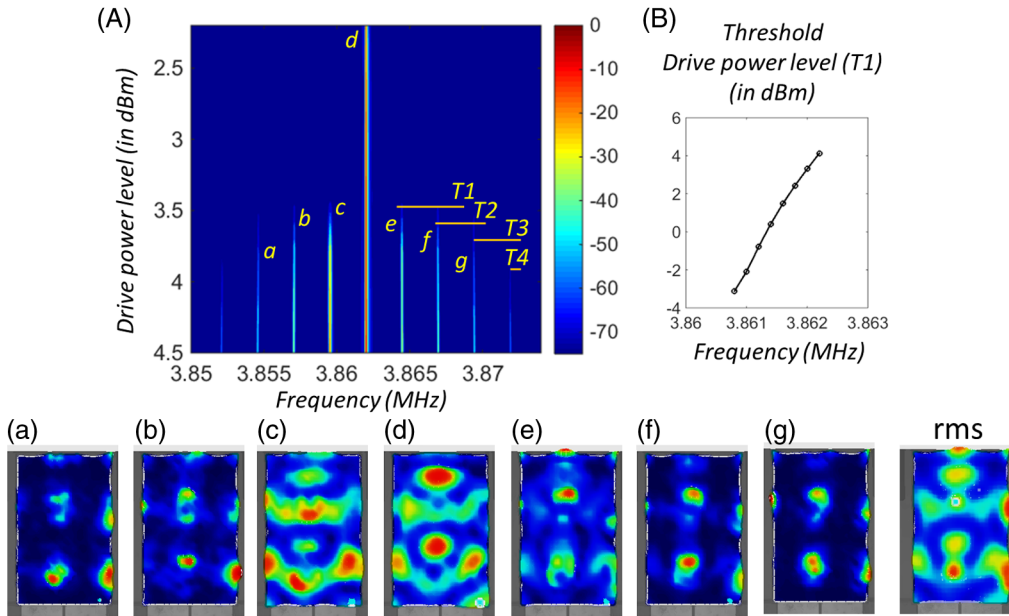 (A)
(B)
Threshold
Drive power level (T1)
(in dBm)
Drive power level (in dBm)
2.5
3
3.5
4
4.5
d
a
b
c
e
f
g
T1
T2
T3
T4
3.85
3.855
3.86
3.865
3.87
Frequency (MHz)
0
-10
-20
-30
-40
-50
-60
-70
6
4
2
0
-2
-4
3.86
3.861
3.862
3.863
Frequency (MHz)
(a)
(b)
(c)
(d)
(e)
(f)
(g)
rms